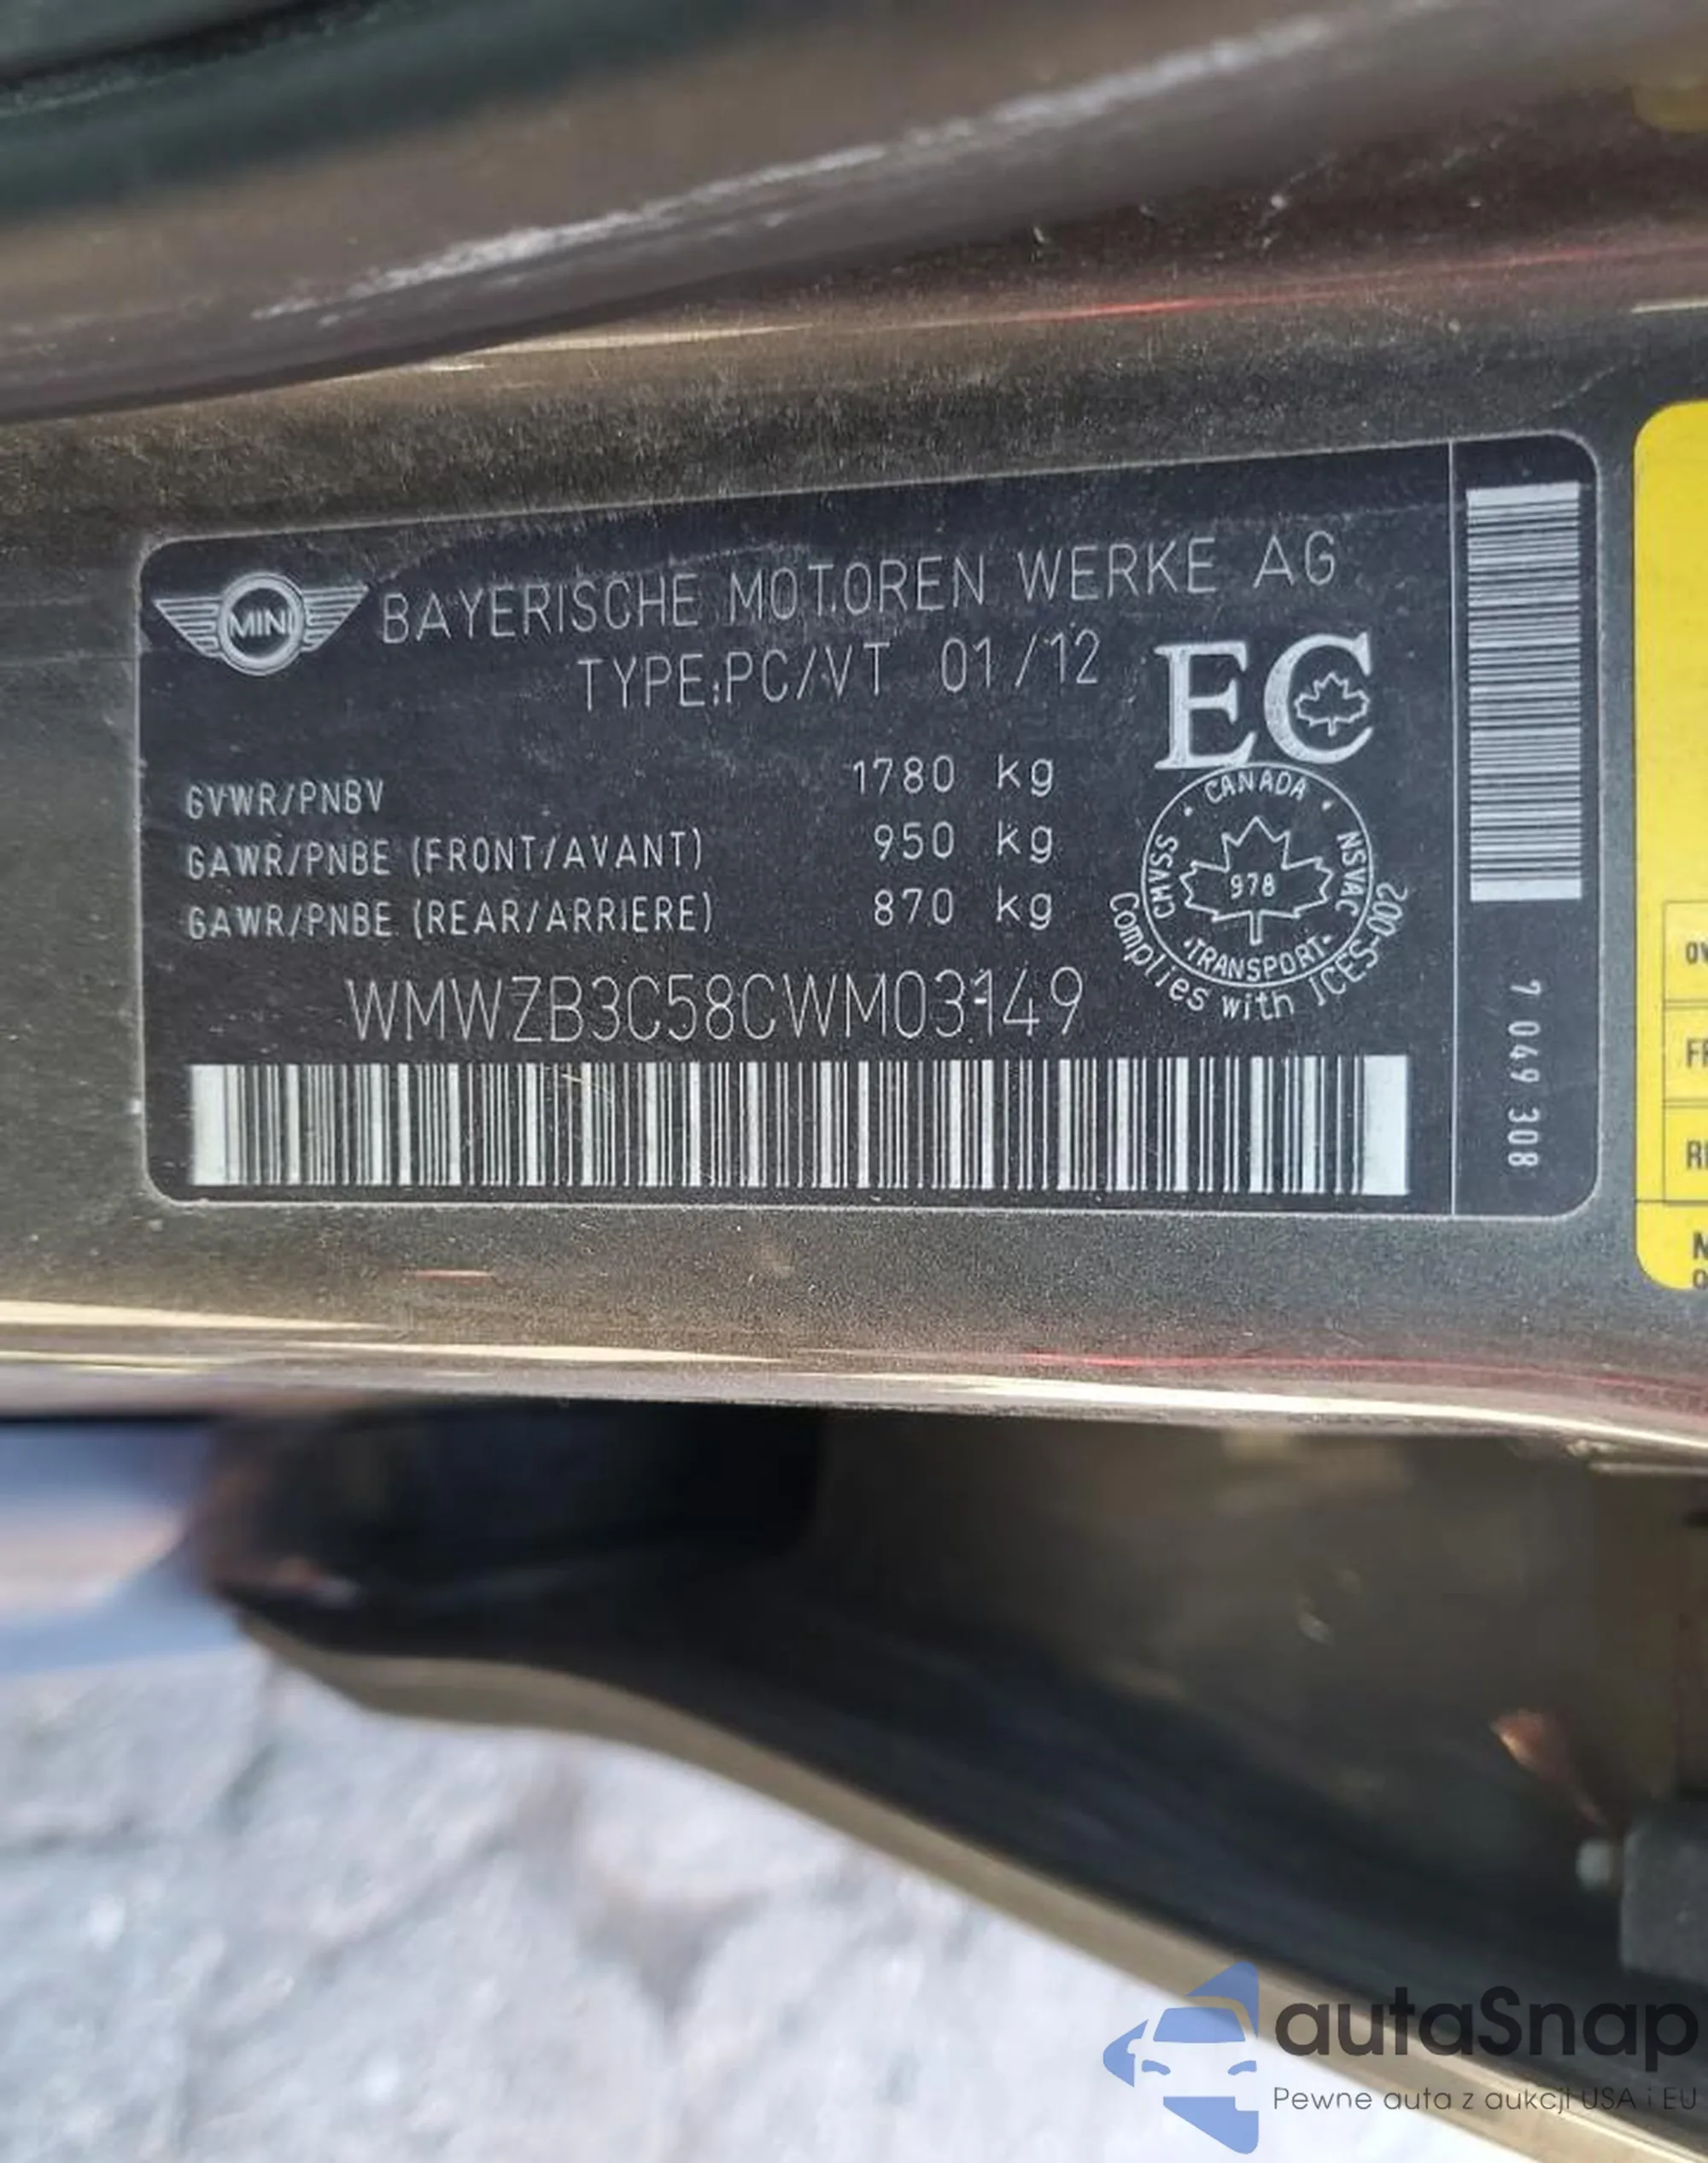 MINI
BAYERISCHE MOTOREN WERKE AG
TYPE:PC/VT 01/12
EC
GVWR/PNBV 1780 kg
GAWR/PNBE (FRONT/AVANT) 950 kg
GAWR/PNBE (REAR/ARRIERE) 870 kg
CANADA
CMVSS
978
NSVAC
TRANSPORT
Complies with ICES-002
WMWZB3C58CWM03149
7 049 308
autaSnap
Pewne auta z aukcji USA i EU